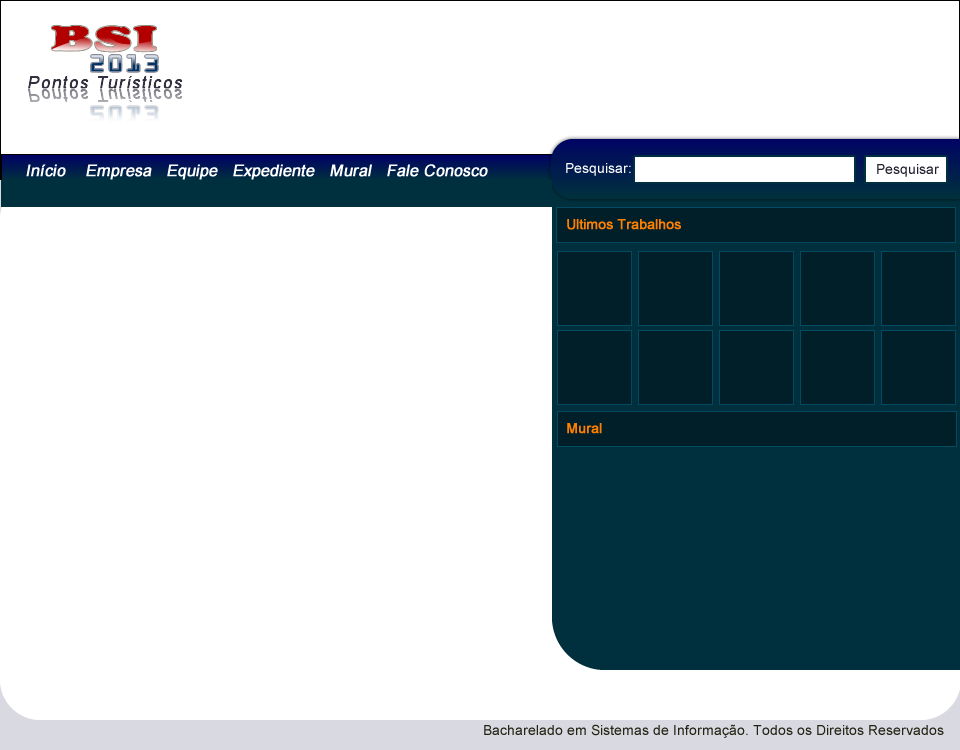 BSI
2013
Pontos Turísticos
Início Empresa Equipe Expediente Mural Fale Conosco
Pesquisar: Pesquisar
Ultimos Trabalhos
Mural
Bacharelado em Sistemas de Informação. Todos os Direitos Reservados